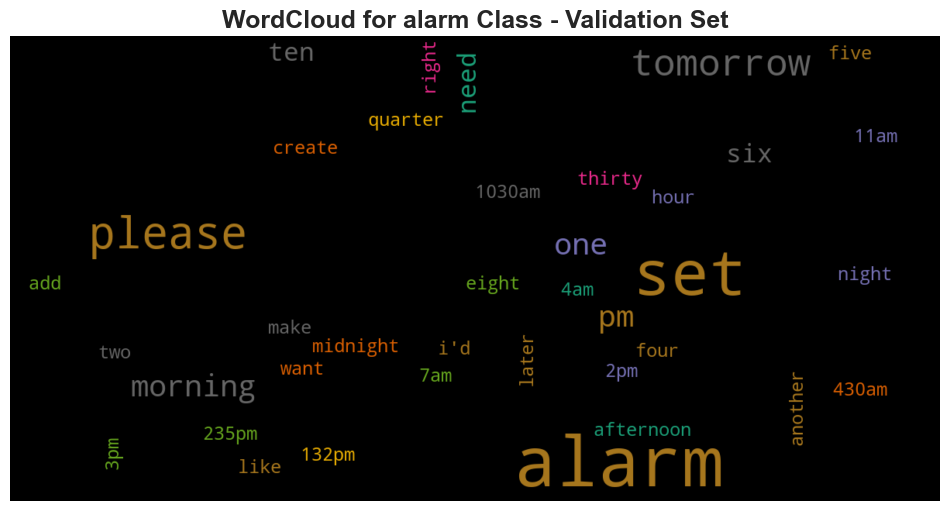 WordCloud for alarm Class - Validation Set
ten
right
need
tomorrow
five
quarter
create
11am
six
thirty
1030am
hour
please
one
set
night
add
eight
4am
pm
make
midnight
i'd
later
four
two
want
7am
2pm
morning
another
430am
235pm
afternoon
3pm
like
132pm
alarm